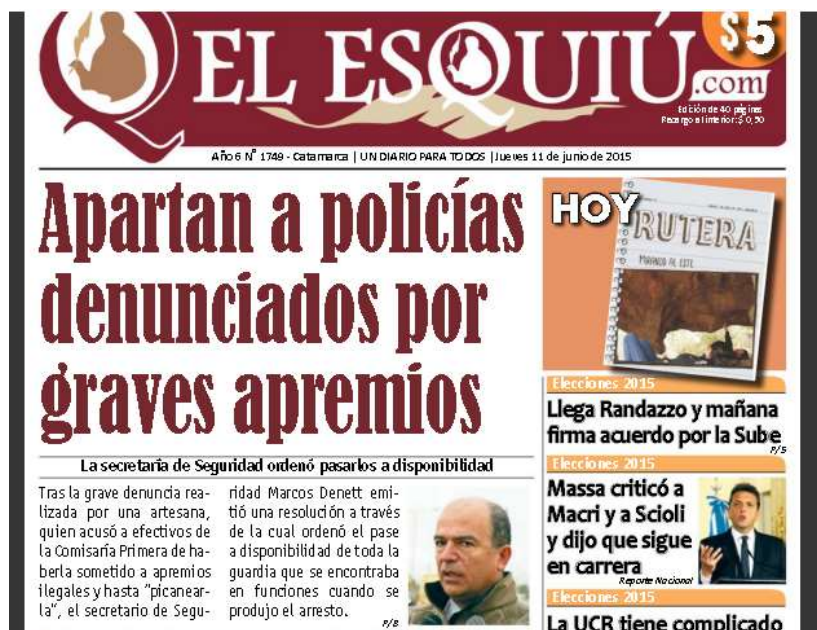 EL ESQUIÚ
.com
$5
Edición de 40 páginas
Recargo al interior: $ 0,50
Año 6 N° 1749 - Catamarca | UN DIARIO PARA TODOS | Jueves 11 de junio de 2015
Apartan a policías
denunciados por
graves apremios
La secretaría de Seguridad ordenó pasarlos a disponibilidad
Tras la grave denuncia rea-
lizada por una artesana,
quien acusó a efectivos de
la Comisaría Primera de ha-
berla sometido a apremios
ilegales y hasta “picanear-
la”, el secretario de Segu-
ridad Marcos Denett emi-
tió una resolución a través
de la cual ordenó el pase
a disponibilidad de toda la
guardia que se encontraba
en funciones cuando se
produjo el arresto.
P/8
HOY
RUTERA
MIRANDO AL ESTE
Elecciones 2015
Llega Randazzo y mañana
firma acuerdo por la Sube
P/5
Elecciones 2015
Massa criticó a
Macri y a Scioli
y dijo que sigue
en carrera
Reporte Nacional
Elecciones 2015
La UCR tiene complicado